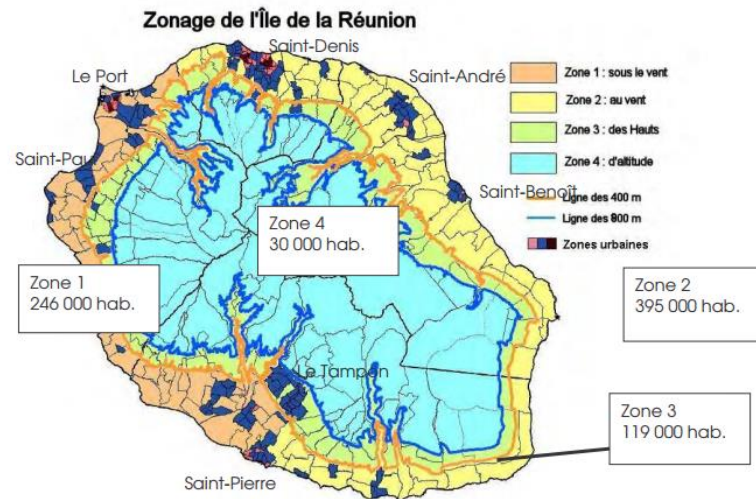 Zonage de l'Île de la Réunion
Saint-Denis
Le Port
Saint-André
Saint-Paul
Saint-Benoît
Zone 1 : sous le vent
Zone 2 : au vent
Zone 3 : des Hauts
Zone 4 : d'altitude
Ligne des 400 m
Ligne des 800 m
Zones urbaines
Zone 4
30 000 hab.
Zone 1
246 000 hab.
Zone 2
395 000 hab.
Le Tampon
Zone 3
119 000 hab.
Saint-Pierre